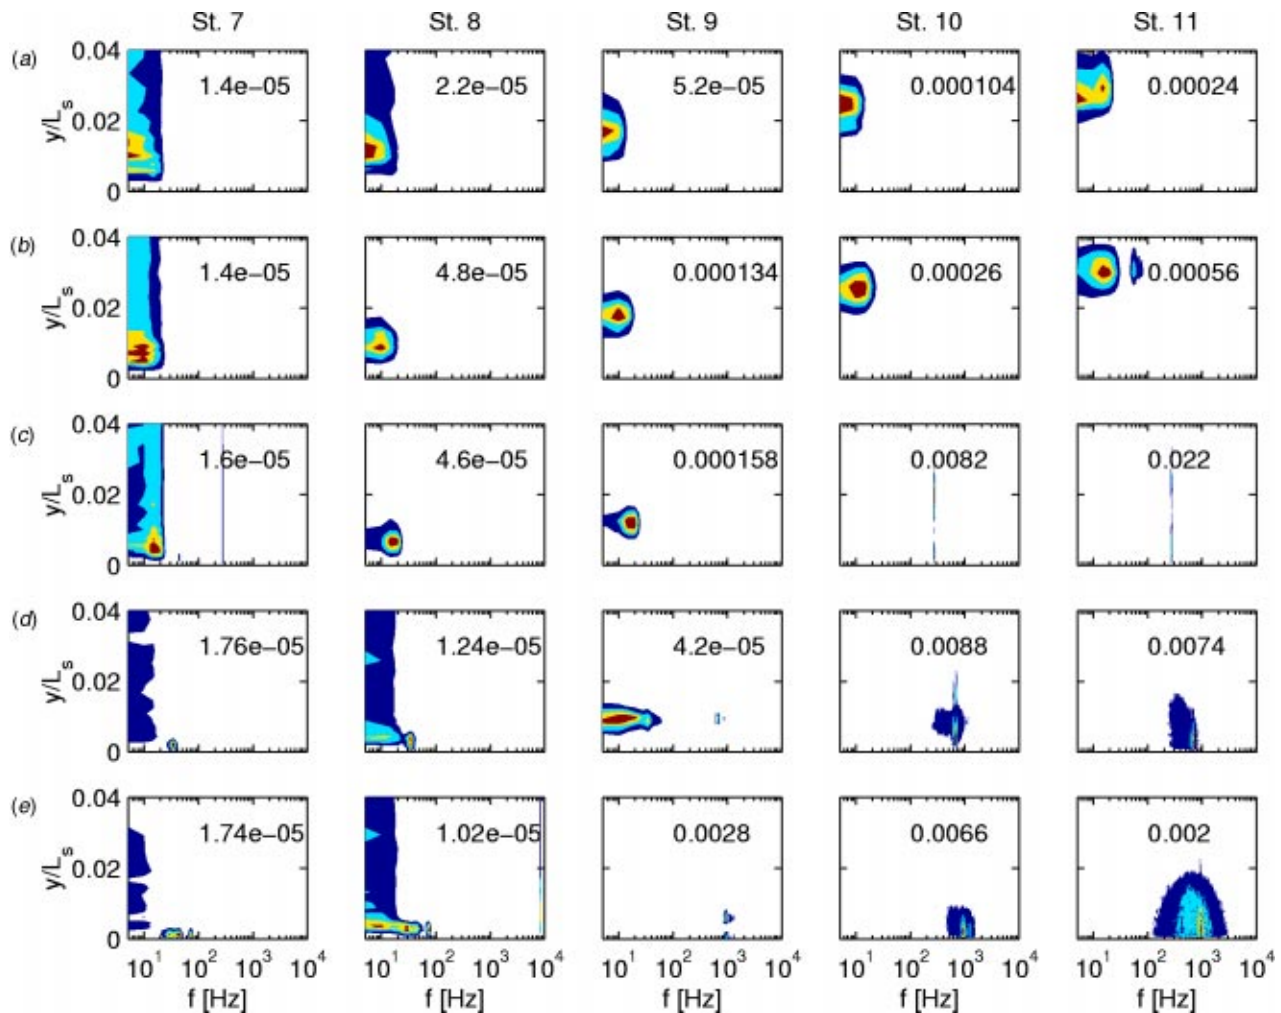 St. 7 St. 8 St. 9 St. 10 St. 11
(a) y/Ls 0.04 0.02 0 1.4e−05 2.2e−05 5.2e−05 0.000104 0.00024
(b) y/Ls 0.04 0.02 0 1.4e−05 4.8e−05 0.000134 0.00026 0.00056
(c) y/Ls 0.04 0.02 0 1.6e−05 4.6e−05 0.000158 0.0082 0.022
(d) y/Ls 0.04 0.02 0 1.76e−05 1.24e−05 4.2e−05 0.0088 0.0074
(e) y/Ls 0.04 0.02 0 1.74e−05 1.02e−05 0.0028 0.0066 0.002
10^1 10^2 10^3 10^4 10^1 10^2 10^3 10^4 10^1 10^2 10^3 10^4 10^1 10^2 10^3 10^4 10^1 10^2 10^3 10^4
f [Hz] f [Hz] f [Hz] f [Hz] f [Hz]